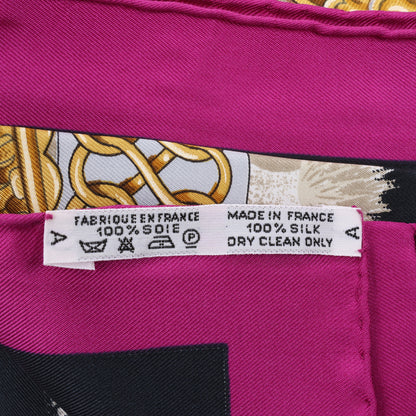 FABRIQUE EN FRANCE
100% SOIE
P
MADE IN FRANCE
100% SILK
DRY CLEAN ONLY
A
A